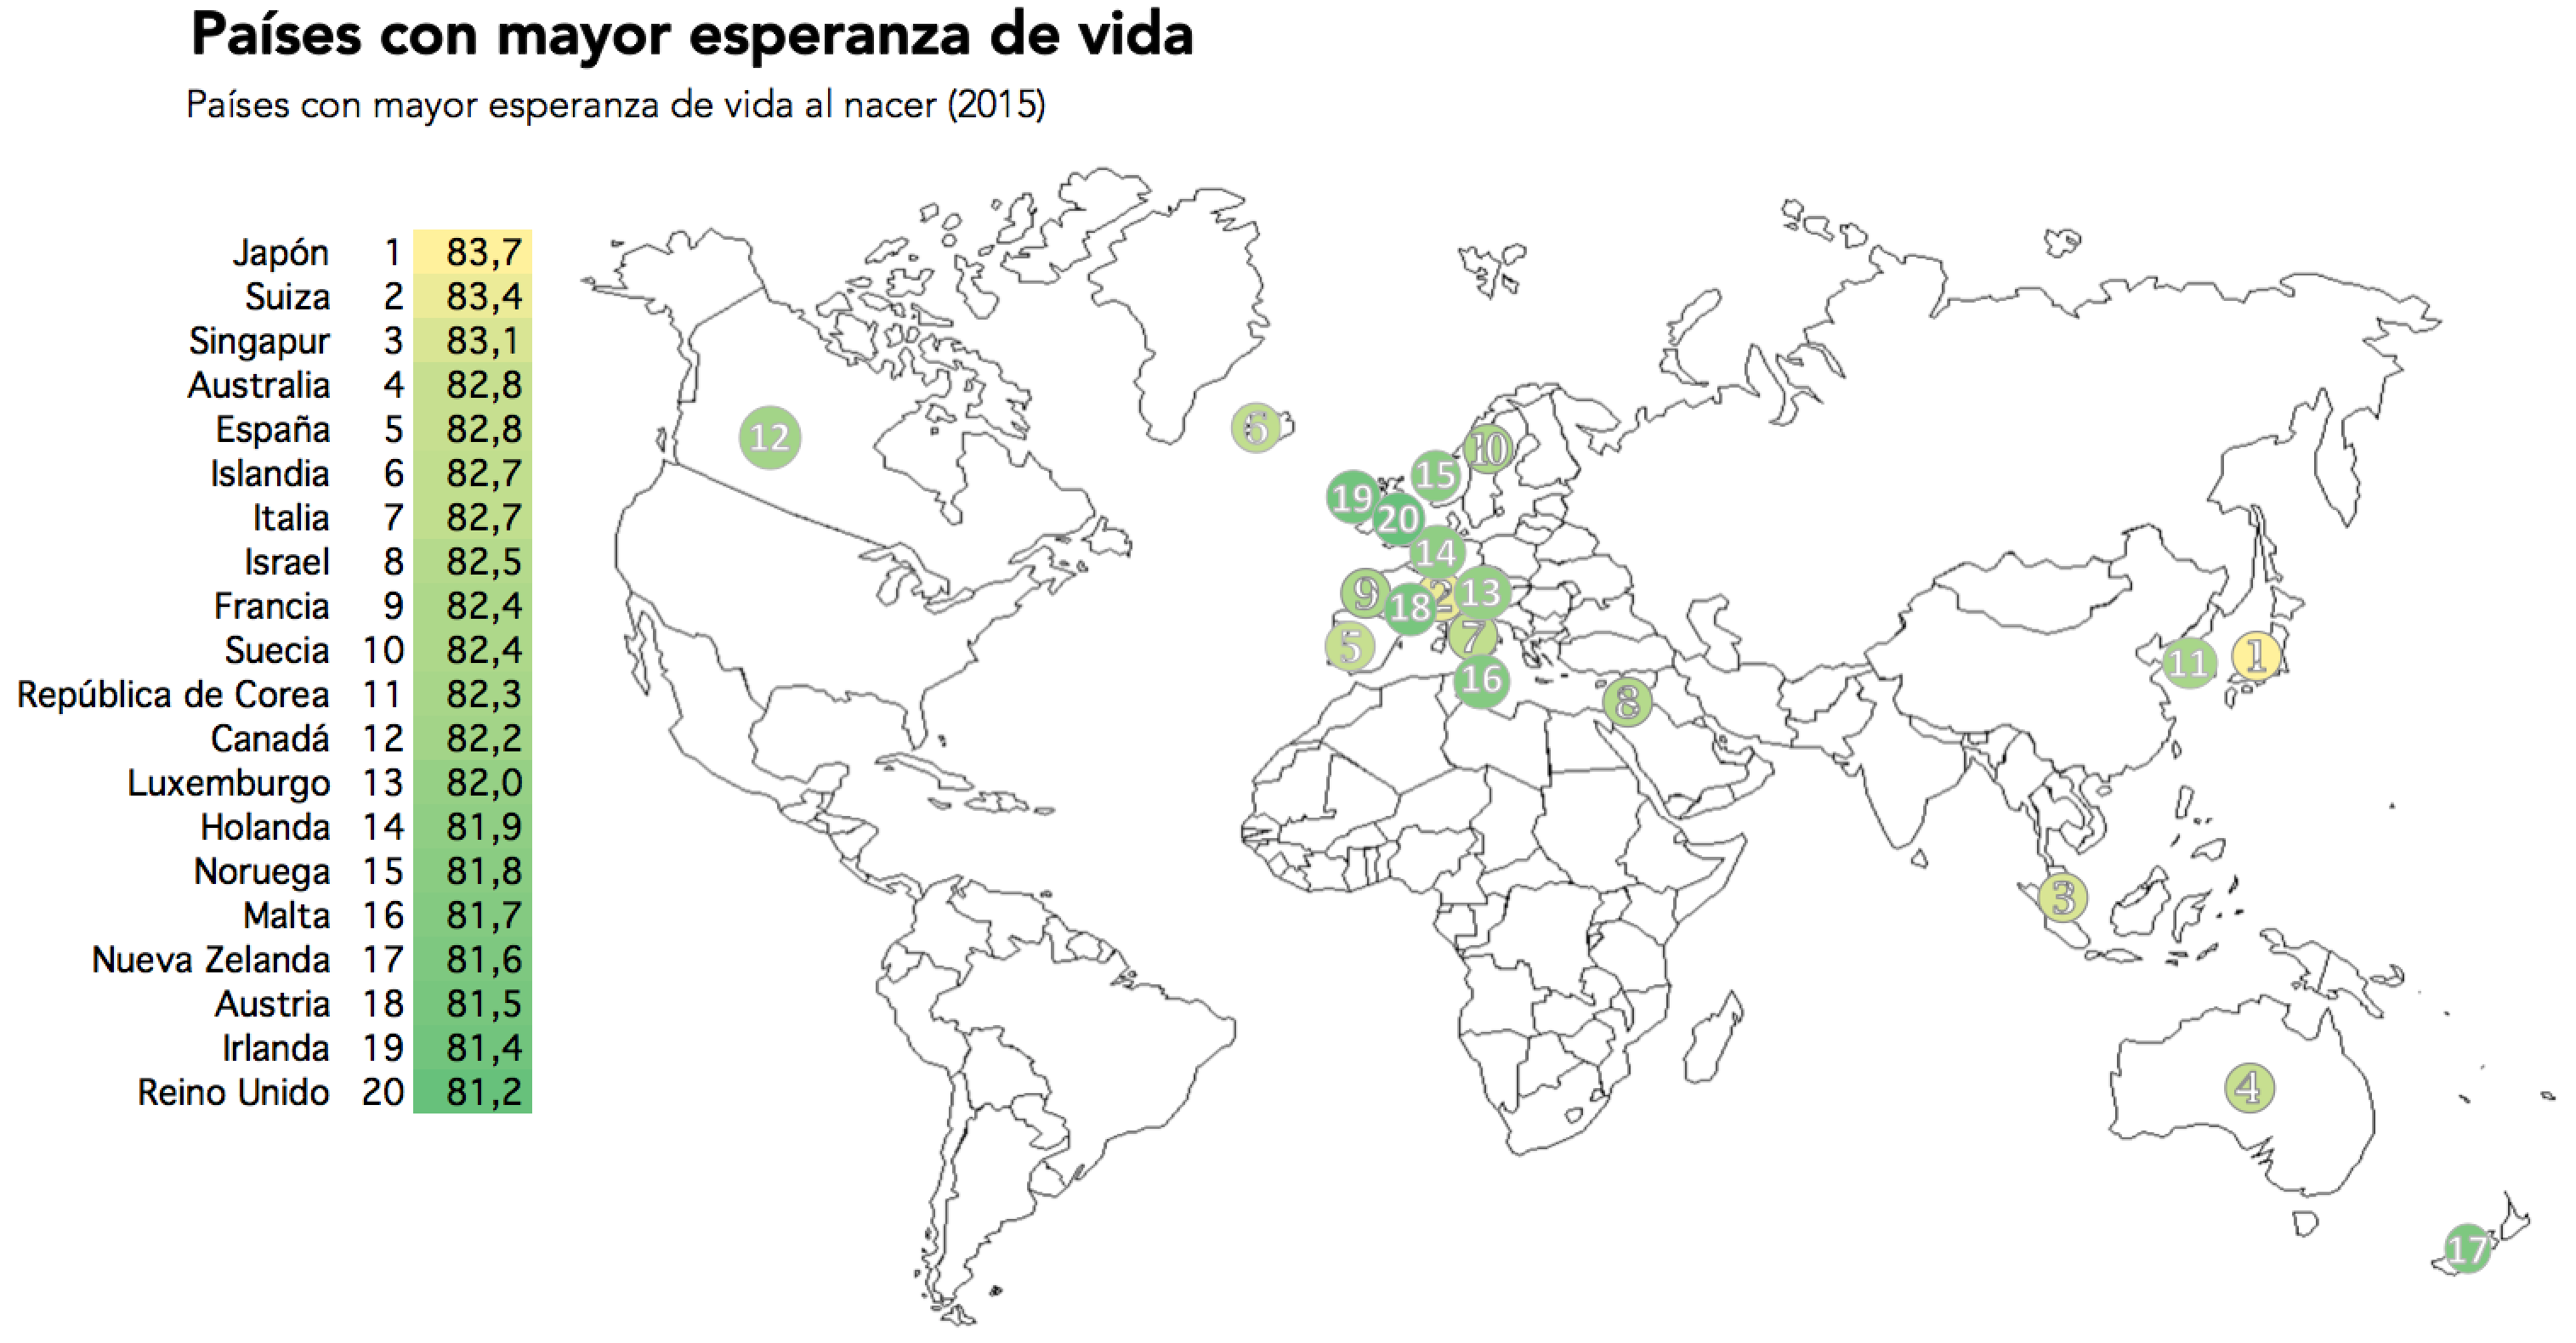 Países con mayor esperanza de vida
Países con mayor esperanza de vida al nacer (2015)
Japón 1 83,7
Suiza 2 83,4
Singapur 3 83,1
Australia 4 82,8
España 5 82,8
Islandia 6 82,7
Italia 7 82,7
Israel 8 82,5
Francia 9 82,4
Suecia 10 82,4
República de Corea 11 82,3
Canadá 12 82,2
Luxemburgo 13 82,0
Holanda 14 81,9
Noruega 15 81,8
Malta 16 81,7
Nueva Zelanda 17 81,6
Austria 18 81,5
Irlanda 19 81,4
Reino Unido 20 81,2
6
12
10
15
19
20
14
9
18
2
13
5
7
16
8
11
1
3
4
17